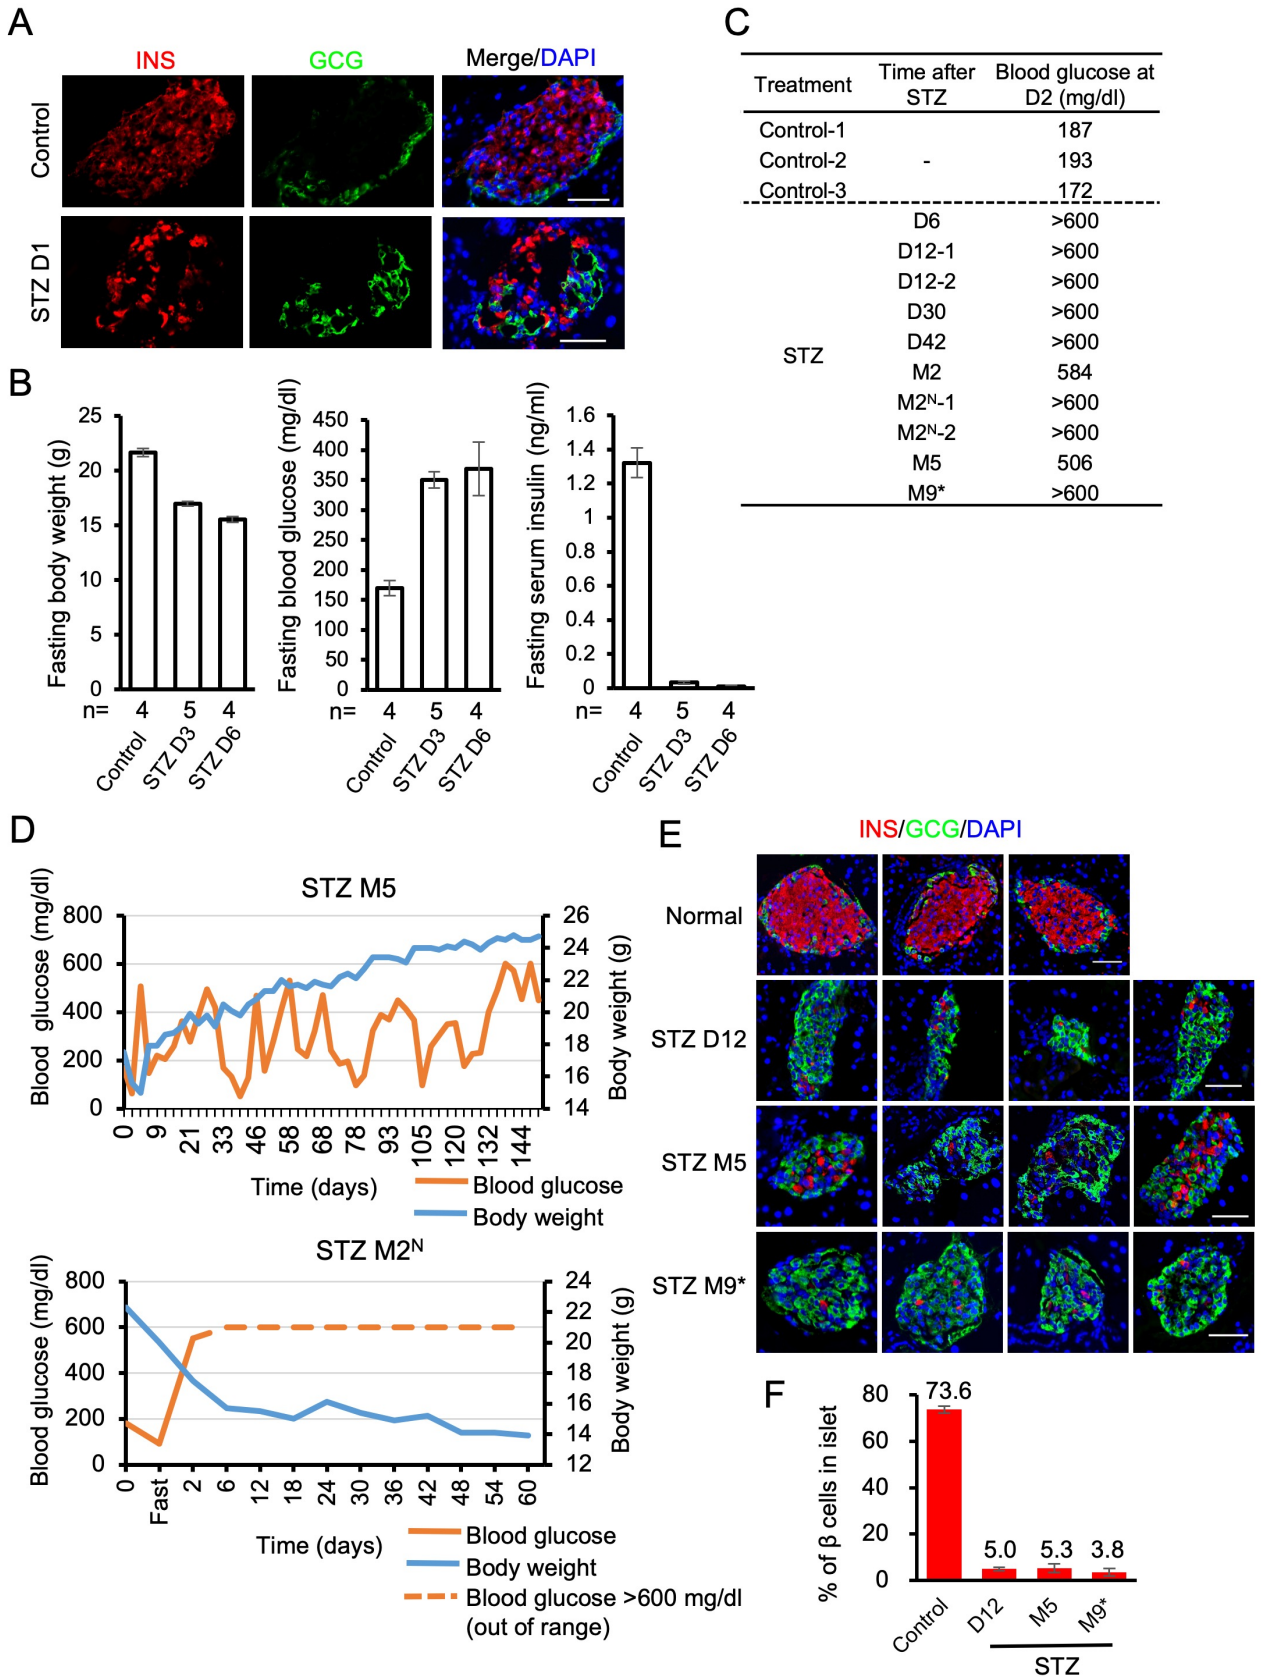 A
INS
GCG
Merge/DAPI
Control
STZ D1
B
Fasting body weight (g)
25
20
15
10
5
0
n= 4 5 4
Control
STZ D3
STZ D6
Fasting blood glucose (mg/dl)
450
400
350
300
250
200
150
100
50
0
4 5 4
Control
STZ D3
STZ D6
Fasting serum insulin (ng/ml)
1.6
1.4
1.2
1
0.8
0.6
0.4
0.2
0
n= 4 5 4
Control
STZ D3
STZ D6
C
Treatment
Time after
STZ
Blood glucose at
D2 (mg/dl)
Control-1 187
Control-2 - 193
Control-3 172
STZ
D6 >600
D12-1 >600
D12-2 >600
D30 >600
D42 >600
M2 584
M2ᴺ-1 >600
M2ᴺ-2 >600
M5 506
M9* >600
D
STZ M5
Blood glucose (mg/dl)
800
600
400
200
0
26
24
22
20
18
16
14
Body weight (g)
0 9 21 33 46 58 68 78 93 105 120 132 144
Time (days)
Blood glucose
Body weight
STZ M2ᴺ
Blood glucose (mg/dl)
800
600
400
200
0
24
22
20
18
16
14
12
Body weight (g)
0 Fast 2 6 12 18 24 30 36 42 48 54 60
Time (days)
Blood glucose
Body weight
Blood glucose >600 mg/dl
(out of range)
E
INS/GCG/DAPI
Normal
STZ D12
STZ M5
STZ M9*
F
% of β cells in islet
80
60
40
20
0
73.6
5.0 5.3 3.8
Control
D12
M5
M9*
STZ